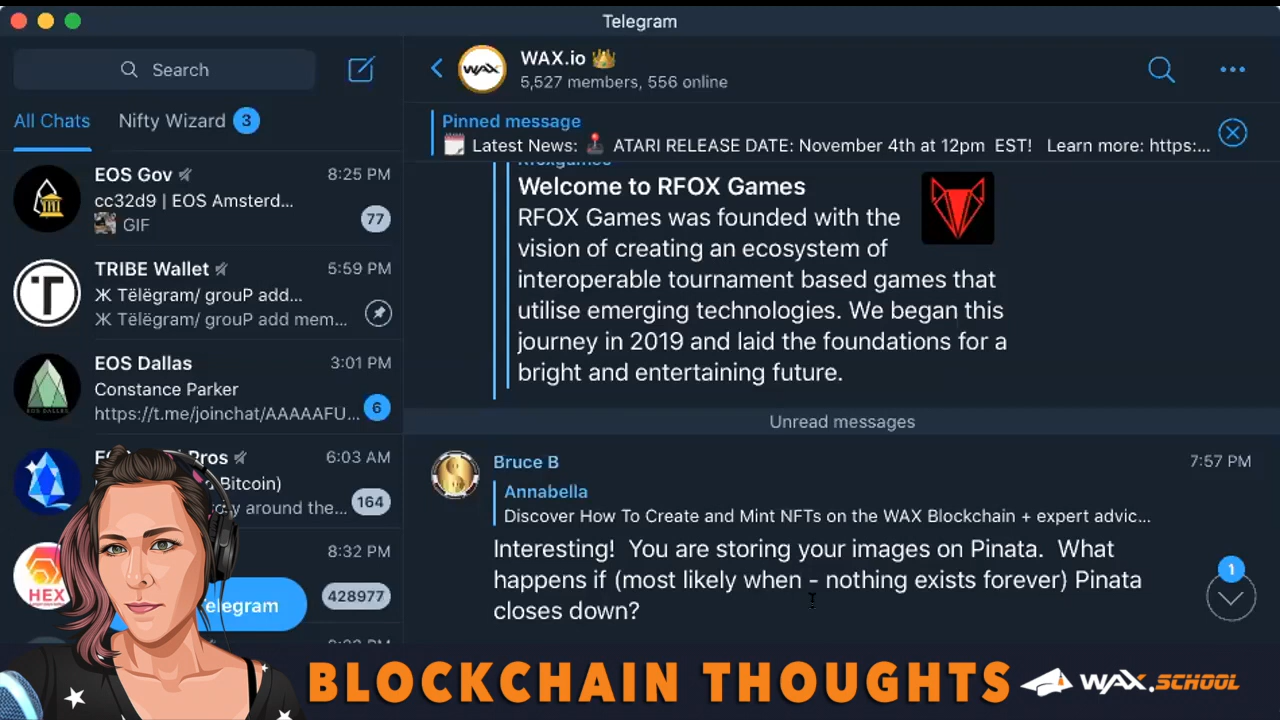 Telegram
Search
All Chats
Nifty Wizard 3
EOS Gov
8:25 PM
cc32d9 | EOS Amsterd...
GIF
77
TRIBE Wallet
5:59 PM
Ж Tëlëgram/ grouP add...
Ж Tëlëgram/ grouP add mem...
EOS Dallas
3:01 PM
Constance Parker
https://t.me/joinchat/AAAAAFU...
6
Pros
6:03 AM
Bitcoin)
around the...
164
HEX
8:32 PM
428977
elegram
WAX.io
5,527 members, 556 online
Pinned message
Latest News: ATARI RELEASE DATE: November 4th at 12pm EST! Learn more: https:...
Welcome to RFOX Games
RFOX Games was founded with the
vision of creating an ecosystem of
interoperable tournament based games that
utilise emerging technologies. We began this
journey in 2019 and laid the foundations for a
bright and entertaining future.
Unread messages
Bruce B
7:57 PM
Annabella
Discover How To Create and Mint NFTs on the WAX Blockchain + expert advic...
Interesting! You are storing your images on Pinata. What
happens if (most likely when - nothing exists forever) Pinata
closes down?
1
BLOCKCHAIN THOUGHTS
WAX.SCHOOL